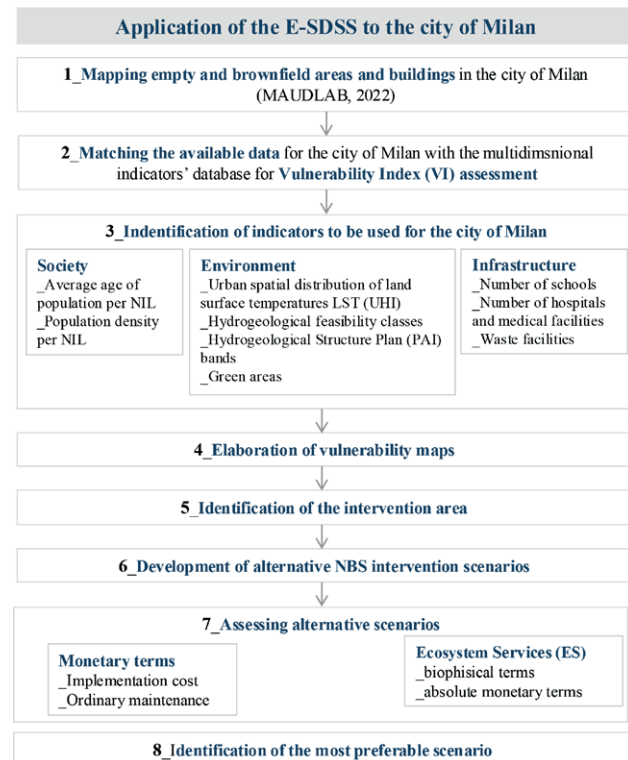 Application of the E-SDSS to the city of Milan
1_Mapping empty and brownfield areas and buildings in the city of Milan
(MAUDLAB, 2022)
2_Matching the available data for the city of Milan with the multidimsnional
indicators' database for Vulnerability Index (VI) assessment
3_Indentification of indicators to be used for the city of Milan
Society
_Average age of
population per NIL
_Population density
per NIL
Environment
_Urban spatial distribution of land
surface temperatures LST (UHI)
_Hydrogeological feasibility classes
_Hydrogeological Structure Plan (PAI)
bands
_Green areas
Infrastructure
_Number of schools
_Number of hospitals
and medical facilities
_Waste facilities
4_Elaboration of vulnerability maps
5_Identification of the intervention area
6_Development of alternative NBS intervention scenarios
7_Assessing alternative scenarios
Monetary terms
_Implementation cost
_Ordinary maintenance
Ecosystem Services (ES)
_biophisical terms
_absolute monetary terms
8_Identification of the most preferable scenario